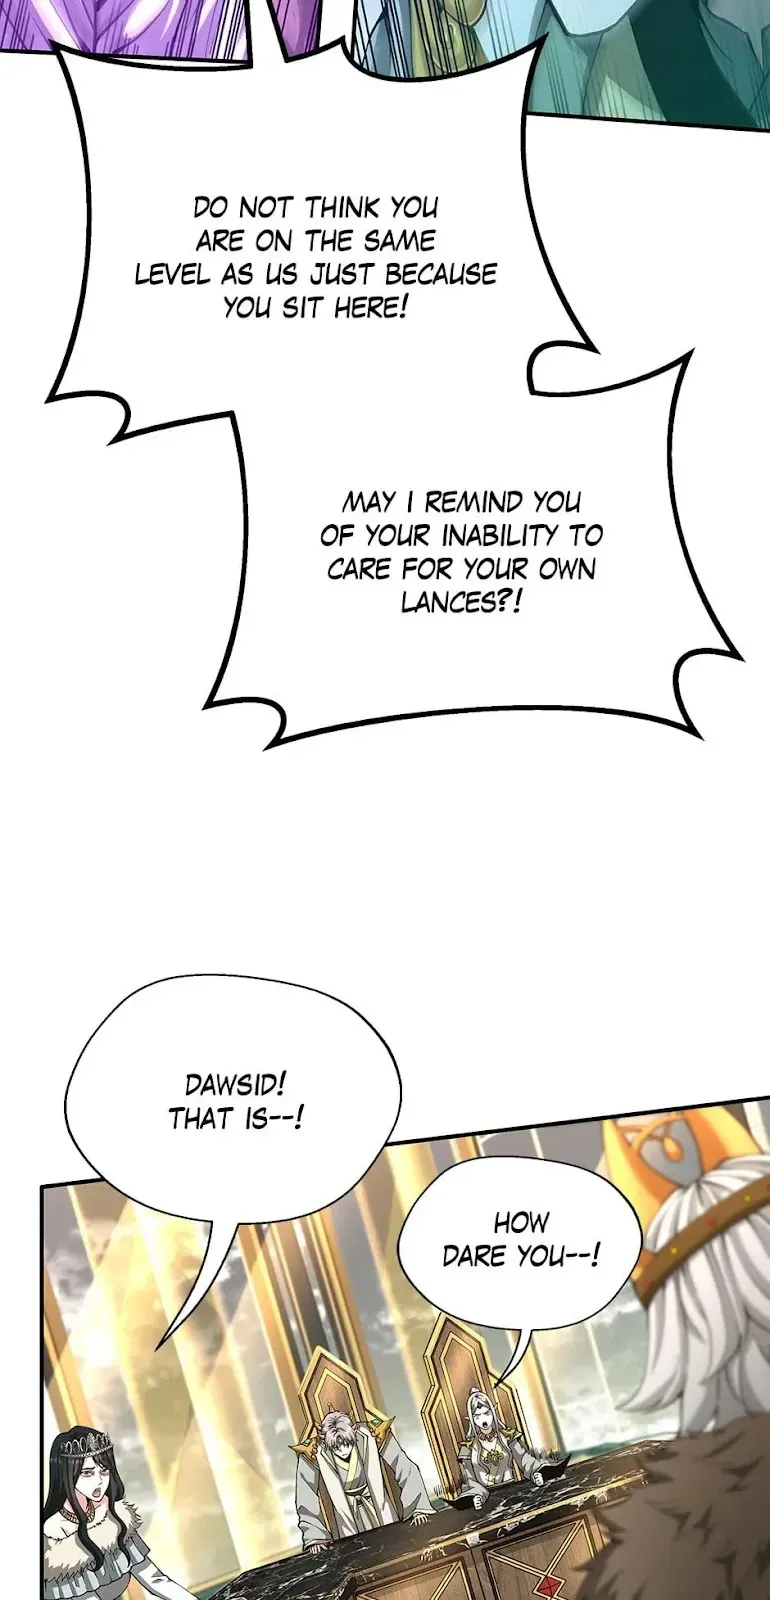 DO NOT THINK YOU
ARE ON THE SAME
LEVEL AS US JUST BECAUSE
YOU SIT HERE!
MAY I REMIND YOU
OF YOUR INABILITY TO
CARE FOR YOUR OWN
LANCES?!
DAWSID!
THAT IS--!
HOW
DARE YOU--!